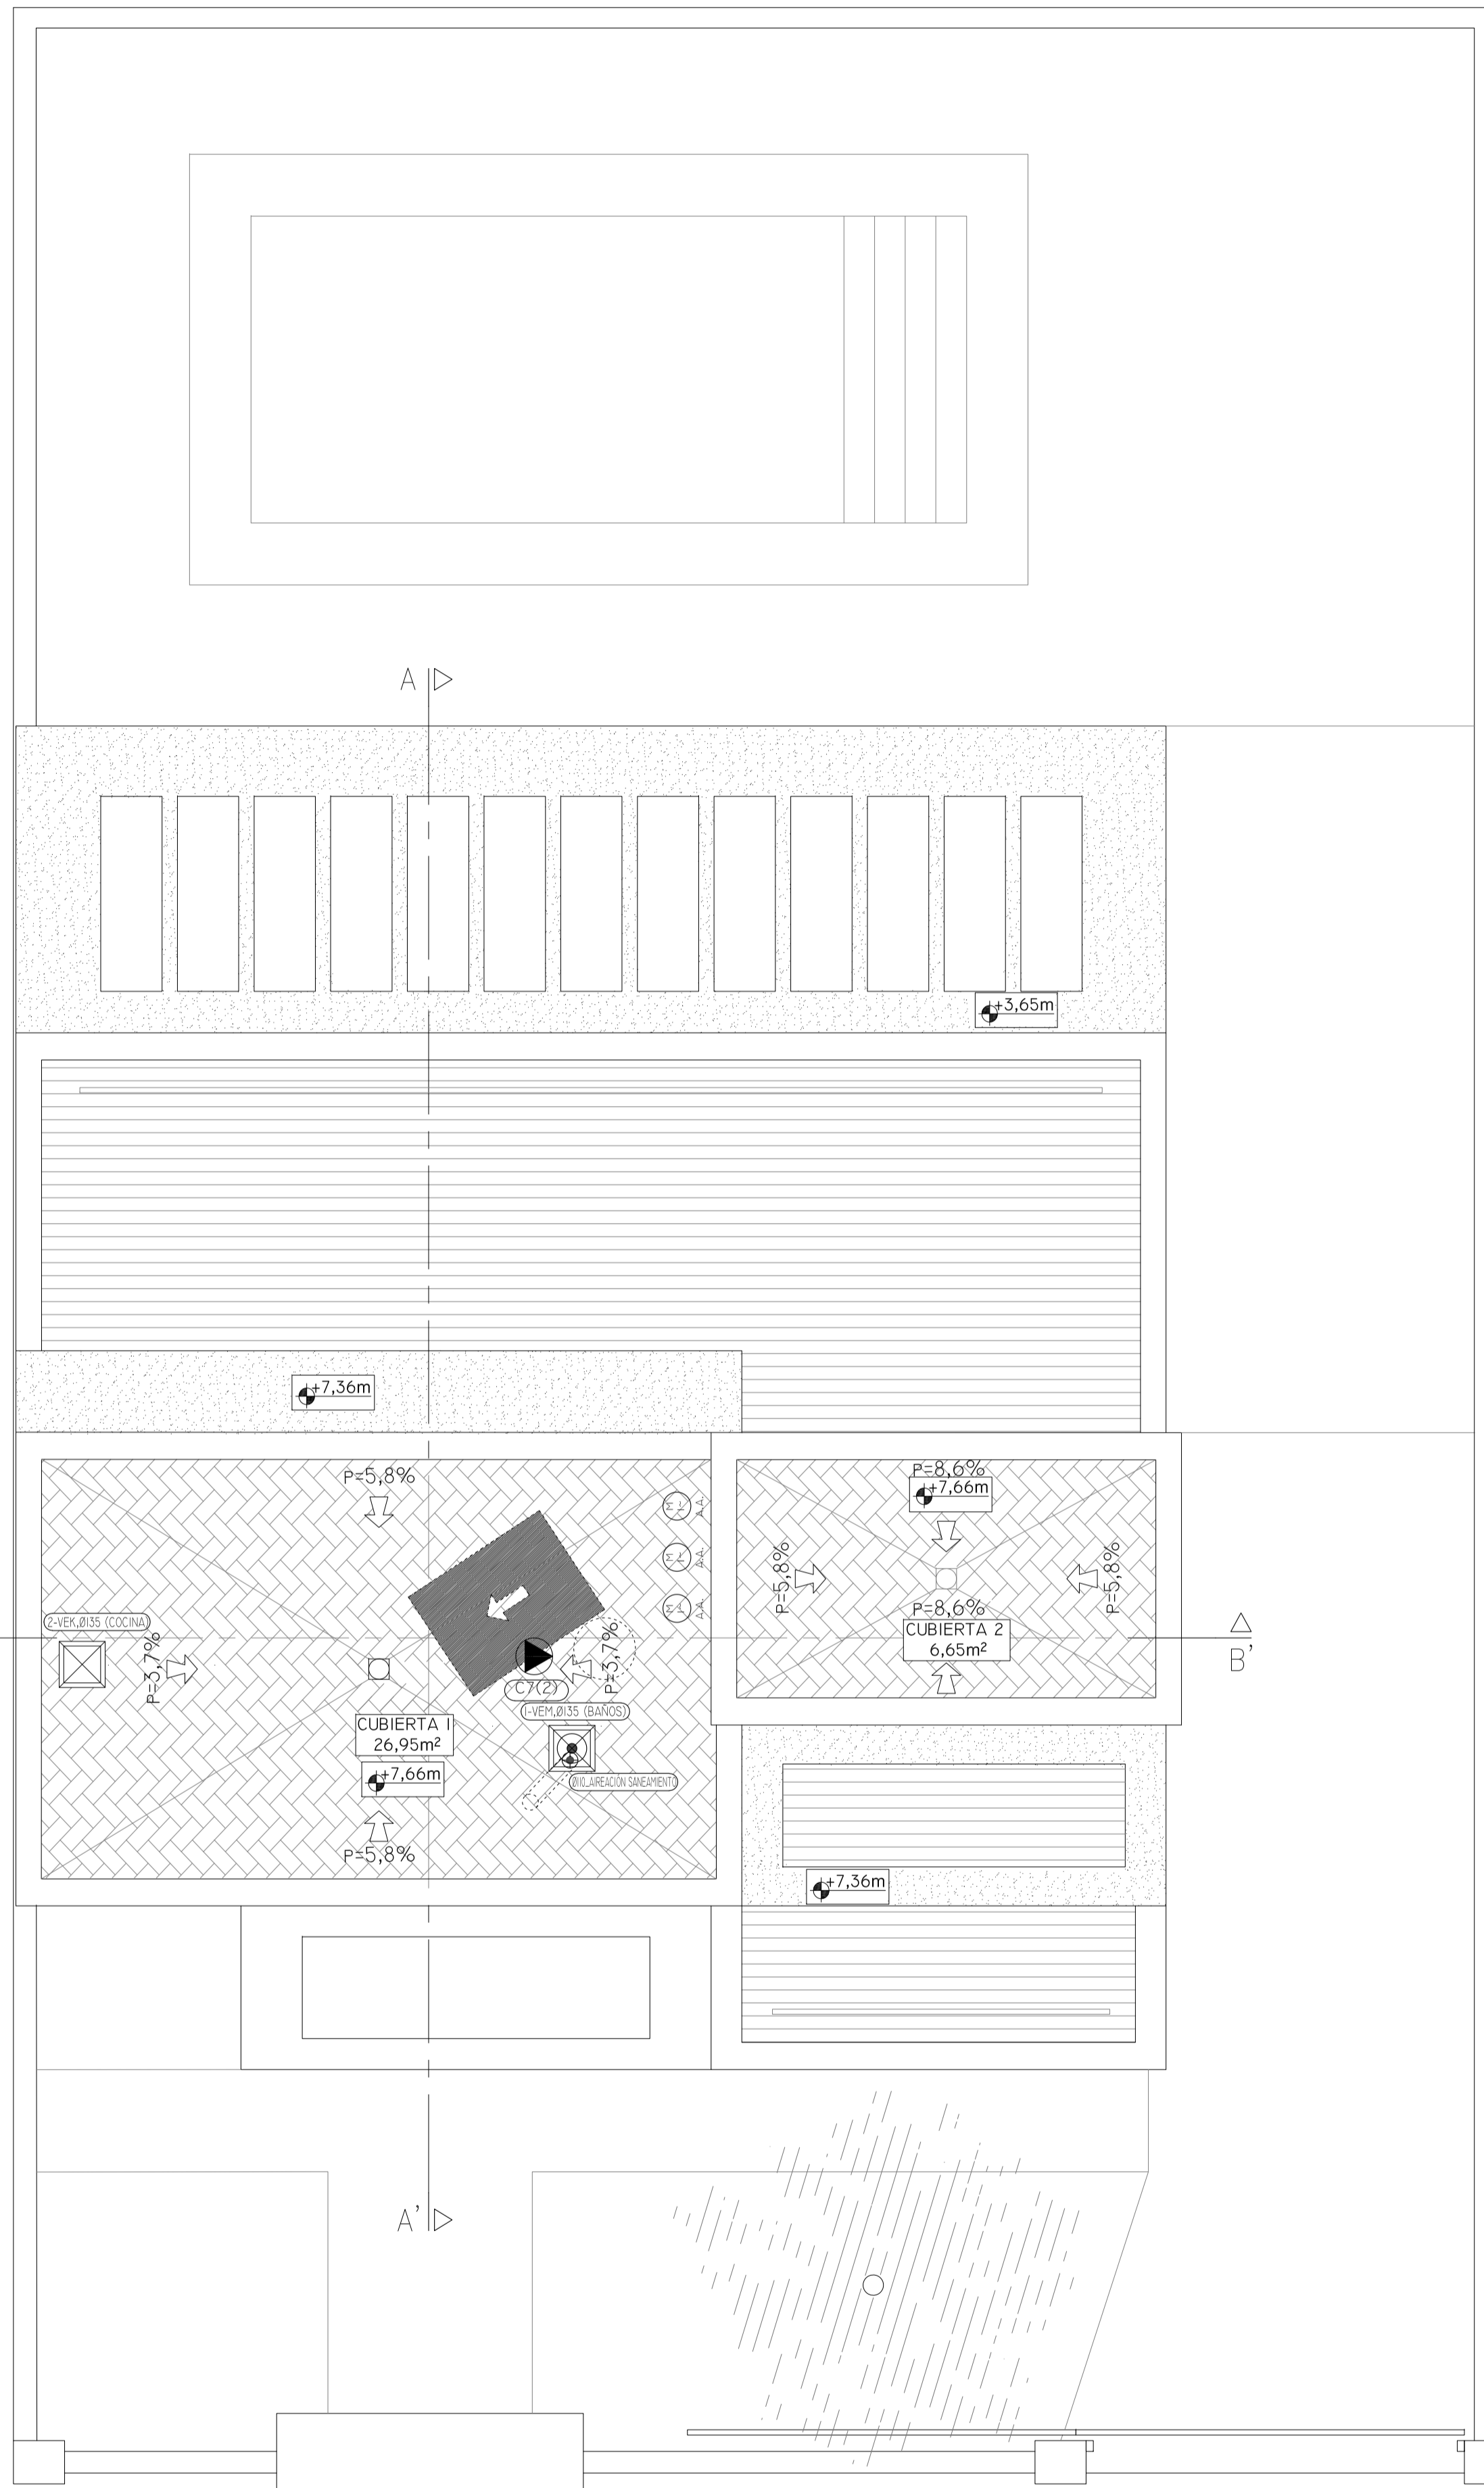 A
+3,65m
+7,36m
P=5,8%
P=8,6%
+7,66m
A.A.
P=5,8%
P=5,8%
A.A.
P=8,6%
A.A.
CUBIERTA 2
6,65m²
2-VEK,Ø135 (COCINA)
P=3,7%
P=3,7%
B'
C7(2)
1-VEM,Ø135 (BAÑOS)
CUBIERTA 1
26,95m²
+7,66m
Ø110_AIREACIÓN SANEAMIENTO
P=5,8%
+7,36m
A'